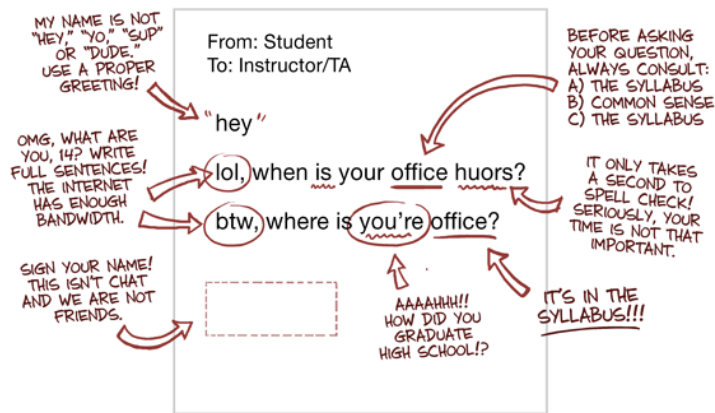 MY NAME IS NOT
"HEY," "YO," "SUP"
OR "DUDE."
USE A PROPER
GREETING!
From: Student
To: Instructor/TA
BEFORE ASKING
YOUR QUESTION,
ALWAYS CONSULT:
A) THE SYLLABUS
B) COMMON SENSE
C) THE SYLLABUS
"hey"
OMG, WHAT ARE
YOU, 14? WRITE
FULL SENTENCES!
THE INTERNET
HAS ENOUGH
BANDWIDTH.
lol, when is your office huors?
btw, where is you're office?
IT ONLY TAKES
A SECOND TO
SPELL CHECK!
SERIOUSLY, YOUR
TIME IS NOT THAT
IMPORTANT.
SIGN YOUR NAME!
THIS ISN'T CHAT
AND WE ARE NOT
FRIENDS.
AAAAHHH!!
HOW DID YOU
GRADUATE
HIGH SCHOOL!?
IT'S IN THE
SYLLABUS!!!